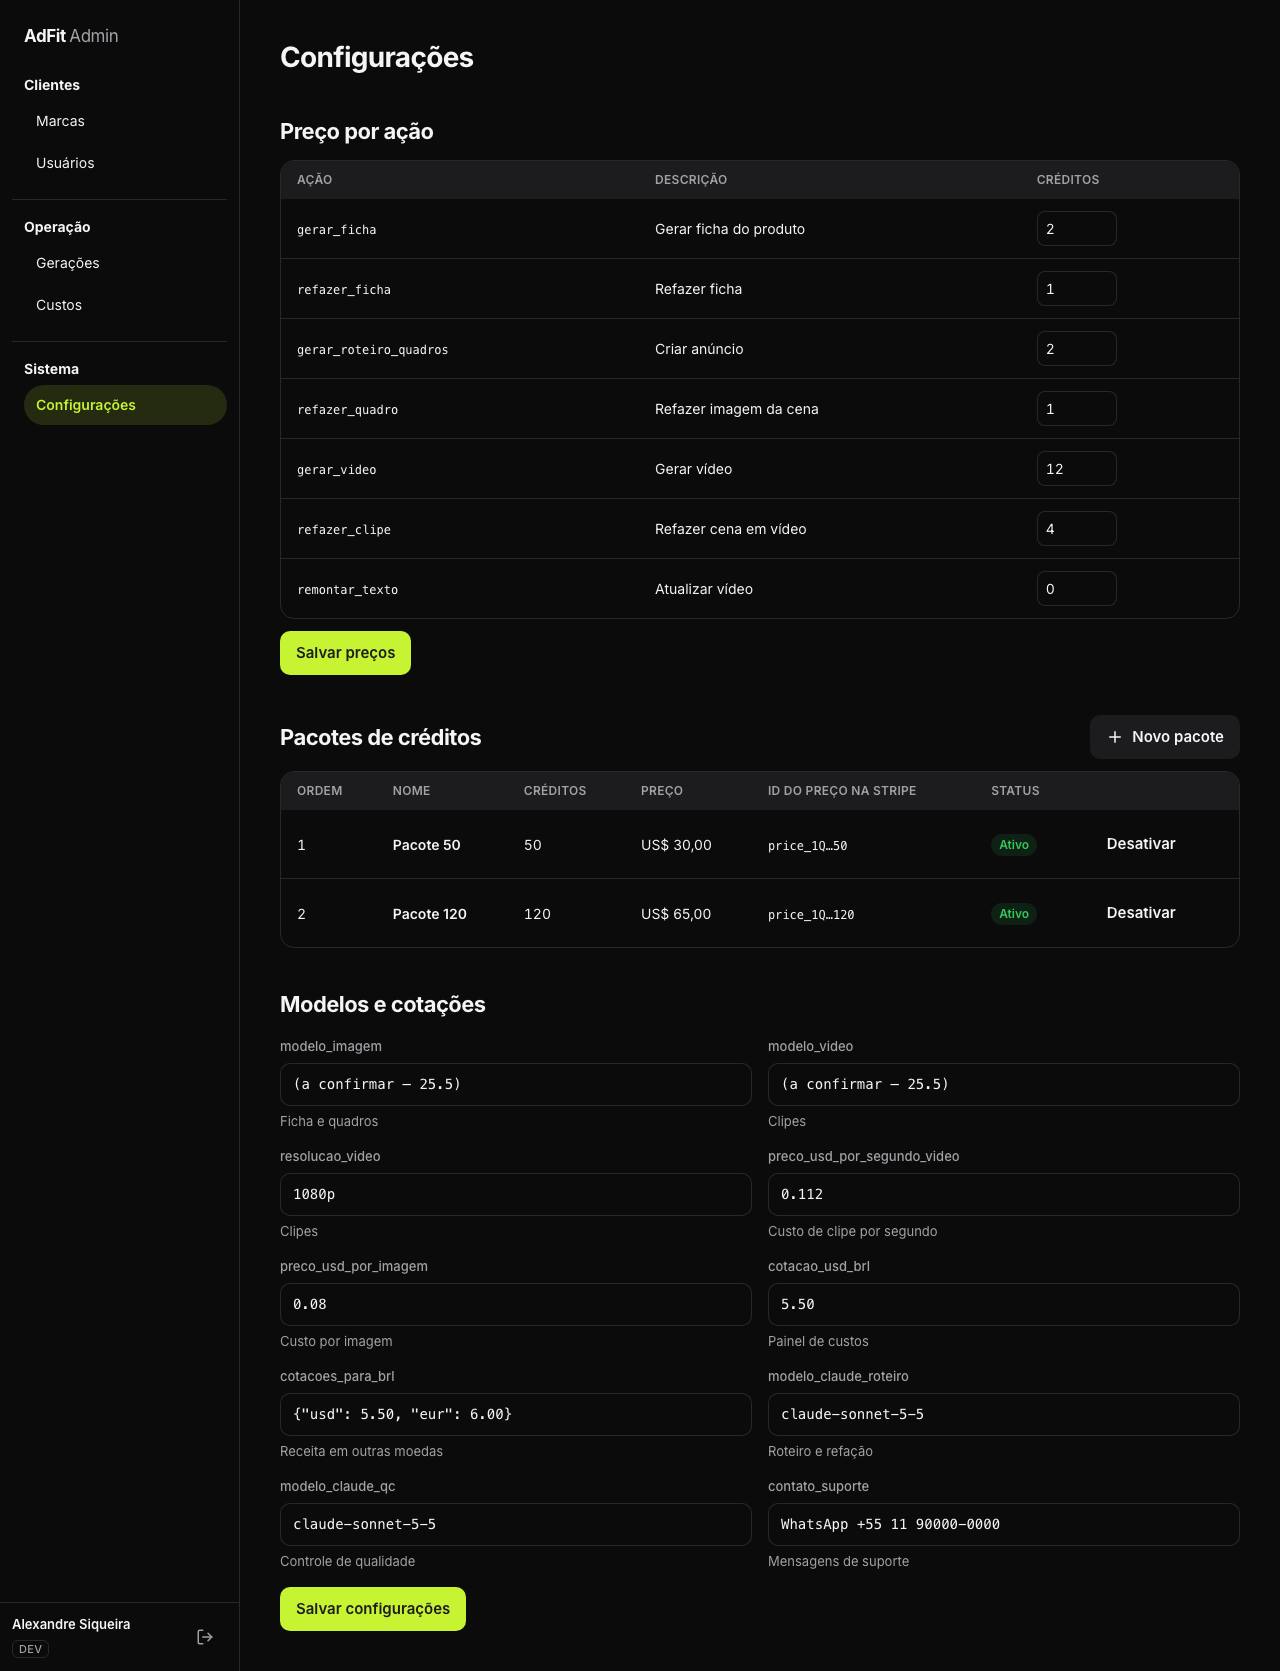 AdFit Admin
Clientes
Marcas
Usuários
Operação
Gerações
Custos
Sistema
Configurações
Alexandre Siqueira
DEV
Configurações
Preço por ação
AÇÃO DESCRIÇÃO CRÉDITOS
gerar_ficha Gerar ficha do produto 2
refazer_ficha Refazer ficha 1
gerar_roteiro_quadros Criar anúncio 2
refazer_quadro Refazer imagem da cena 1
gerar_video Gerar vídeo 12
refazer_clipe Refazer cena em vídeo 4
remontar_texto Atualizar vídeo 0
Salvar preços
Pacotes de créditos
Novo pacote
ORDEM NOME CRÉDITOS PREÇO ID DO PREÇO NA STRIPE STATUS
1 Pacote 50 50 US$ 30,00 price_1Q…50 Ativo Desativar
2 Pacote 120 120 US$ 65,00 price_1Q…120 Ativo Desativar
Modelos e cotações
modelo_imagem modelo_video
(a confirmar — 25.5) (a confirmar — 25.5)
Ficha e quadros Clipes
resolucao_video preco_usd_por_segundo_video
1080p 0.112
Clipes Custo de clipe por segundo
preco_usd_por_imagem cotacao_usd_brl
0.08 5.50
Custo por imagem Painel de custos
cotacoes_para_brl modelo_claude_roteiro
{"usd": 5.50, "eur": 6.00} claude-sonnet-5-5
Receita em outras moedas Roteiro e refação
modelo_claude_qc contato_suporte
claude-sonnet-5-5 WhatsApp +55 11 90000-0000
Controle de qualidade Mensagens de suporte
Salvar configurações